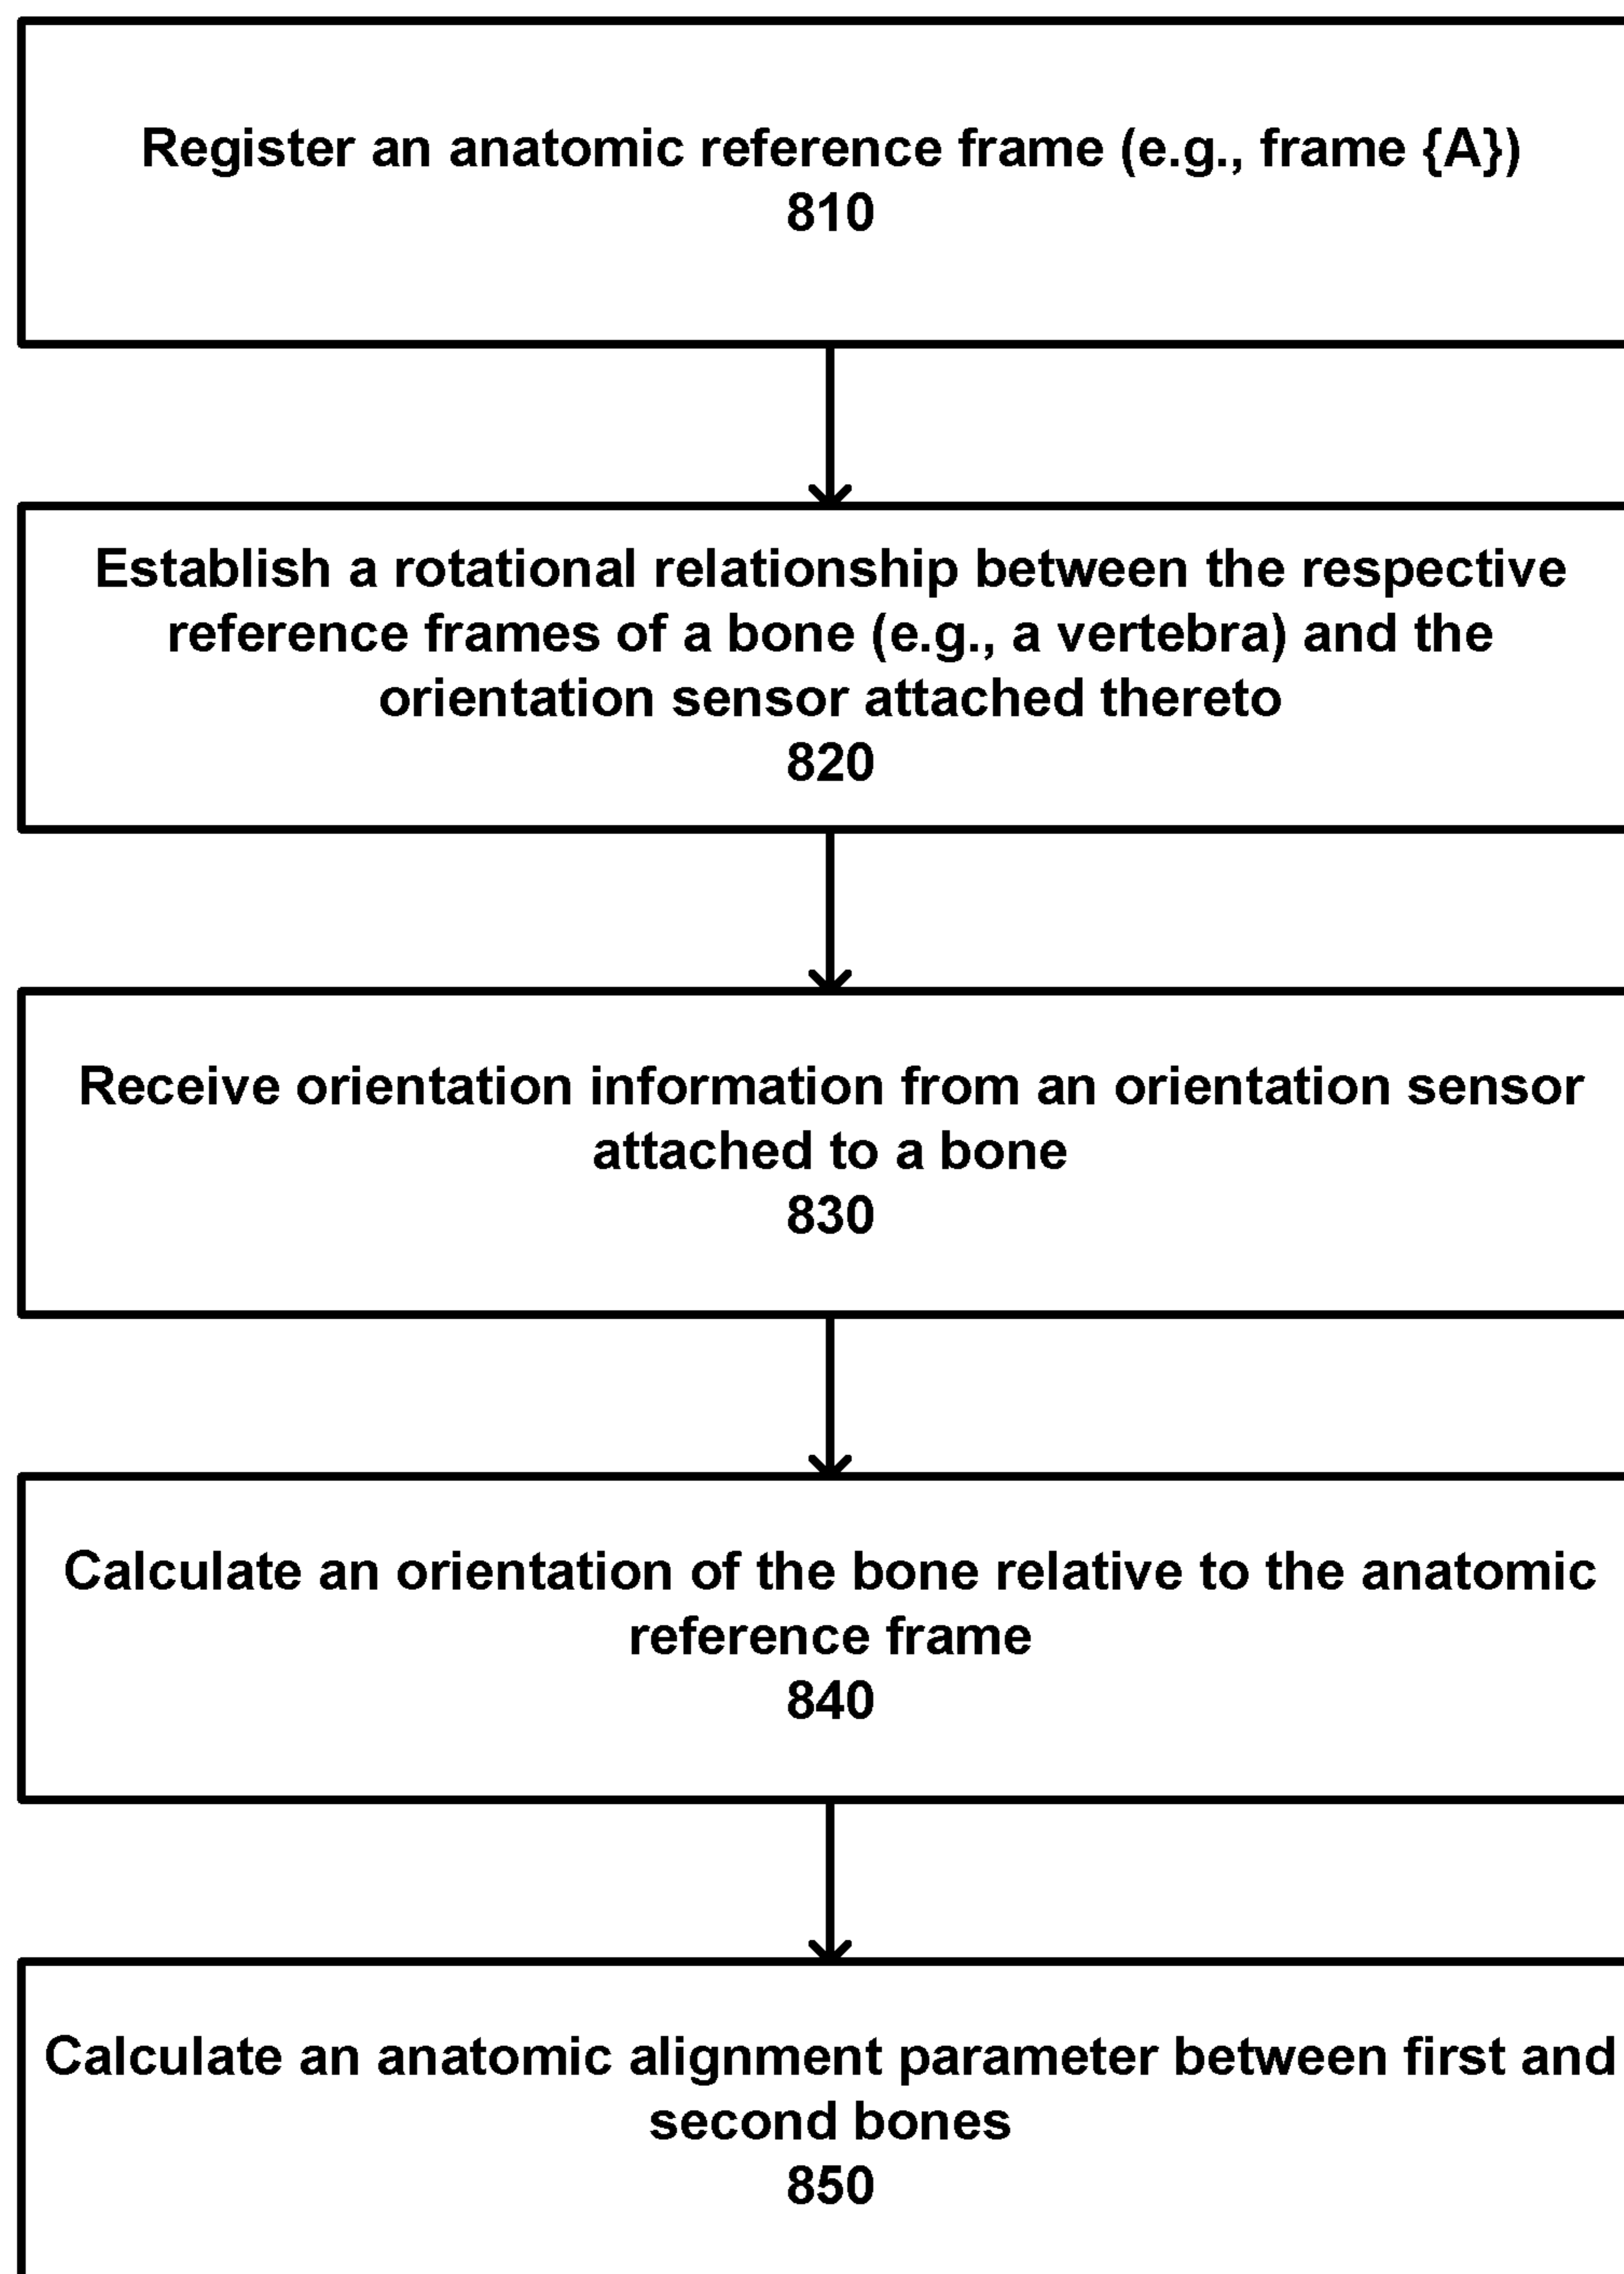 Register an anatomic reference frame (e.g., frame {A})
810
Establish a rotational relationship between the respective
reference frames of a bone (e.g., a vertebra) and the
orientation sensor attached thereto
820
Receive orientation information from an orientation sensor
attached to a bone
830
Calculate an orientation of the bone relative to the anatomic
reference frame
840
Calculate an anatomic alignment parameter between first and
second bones
850